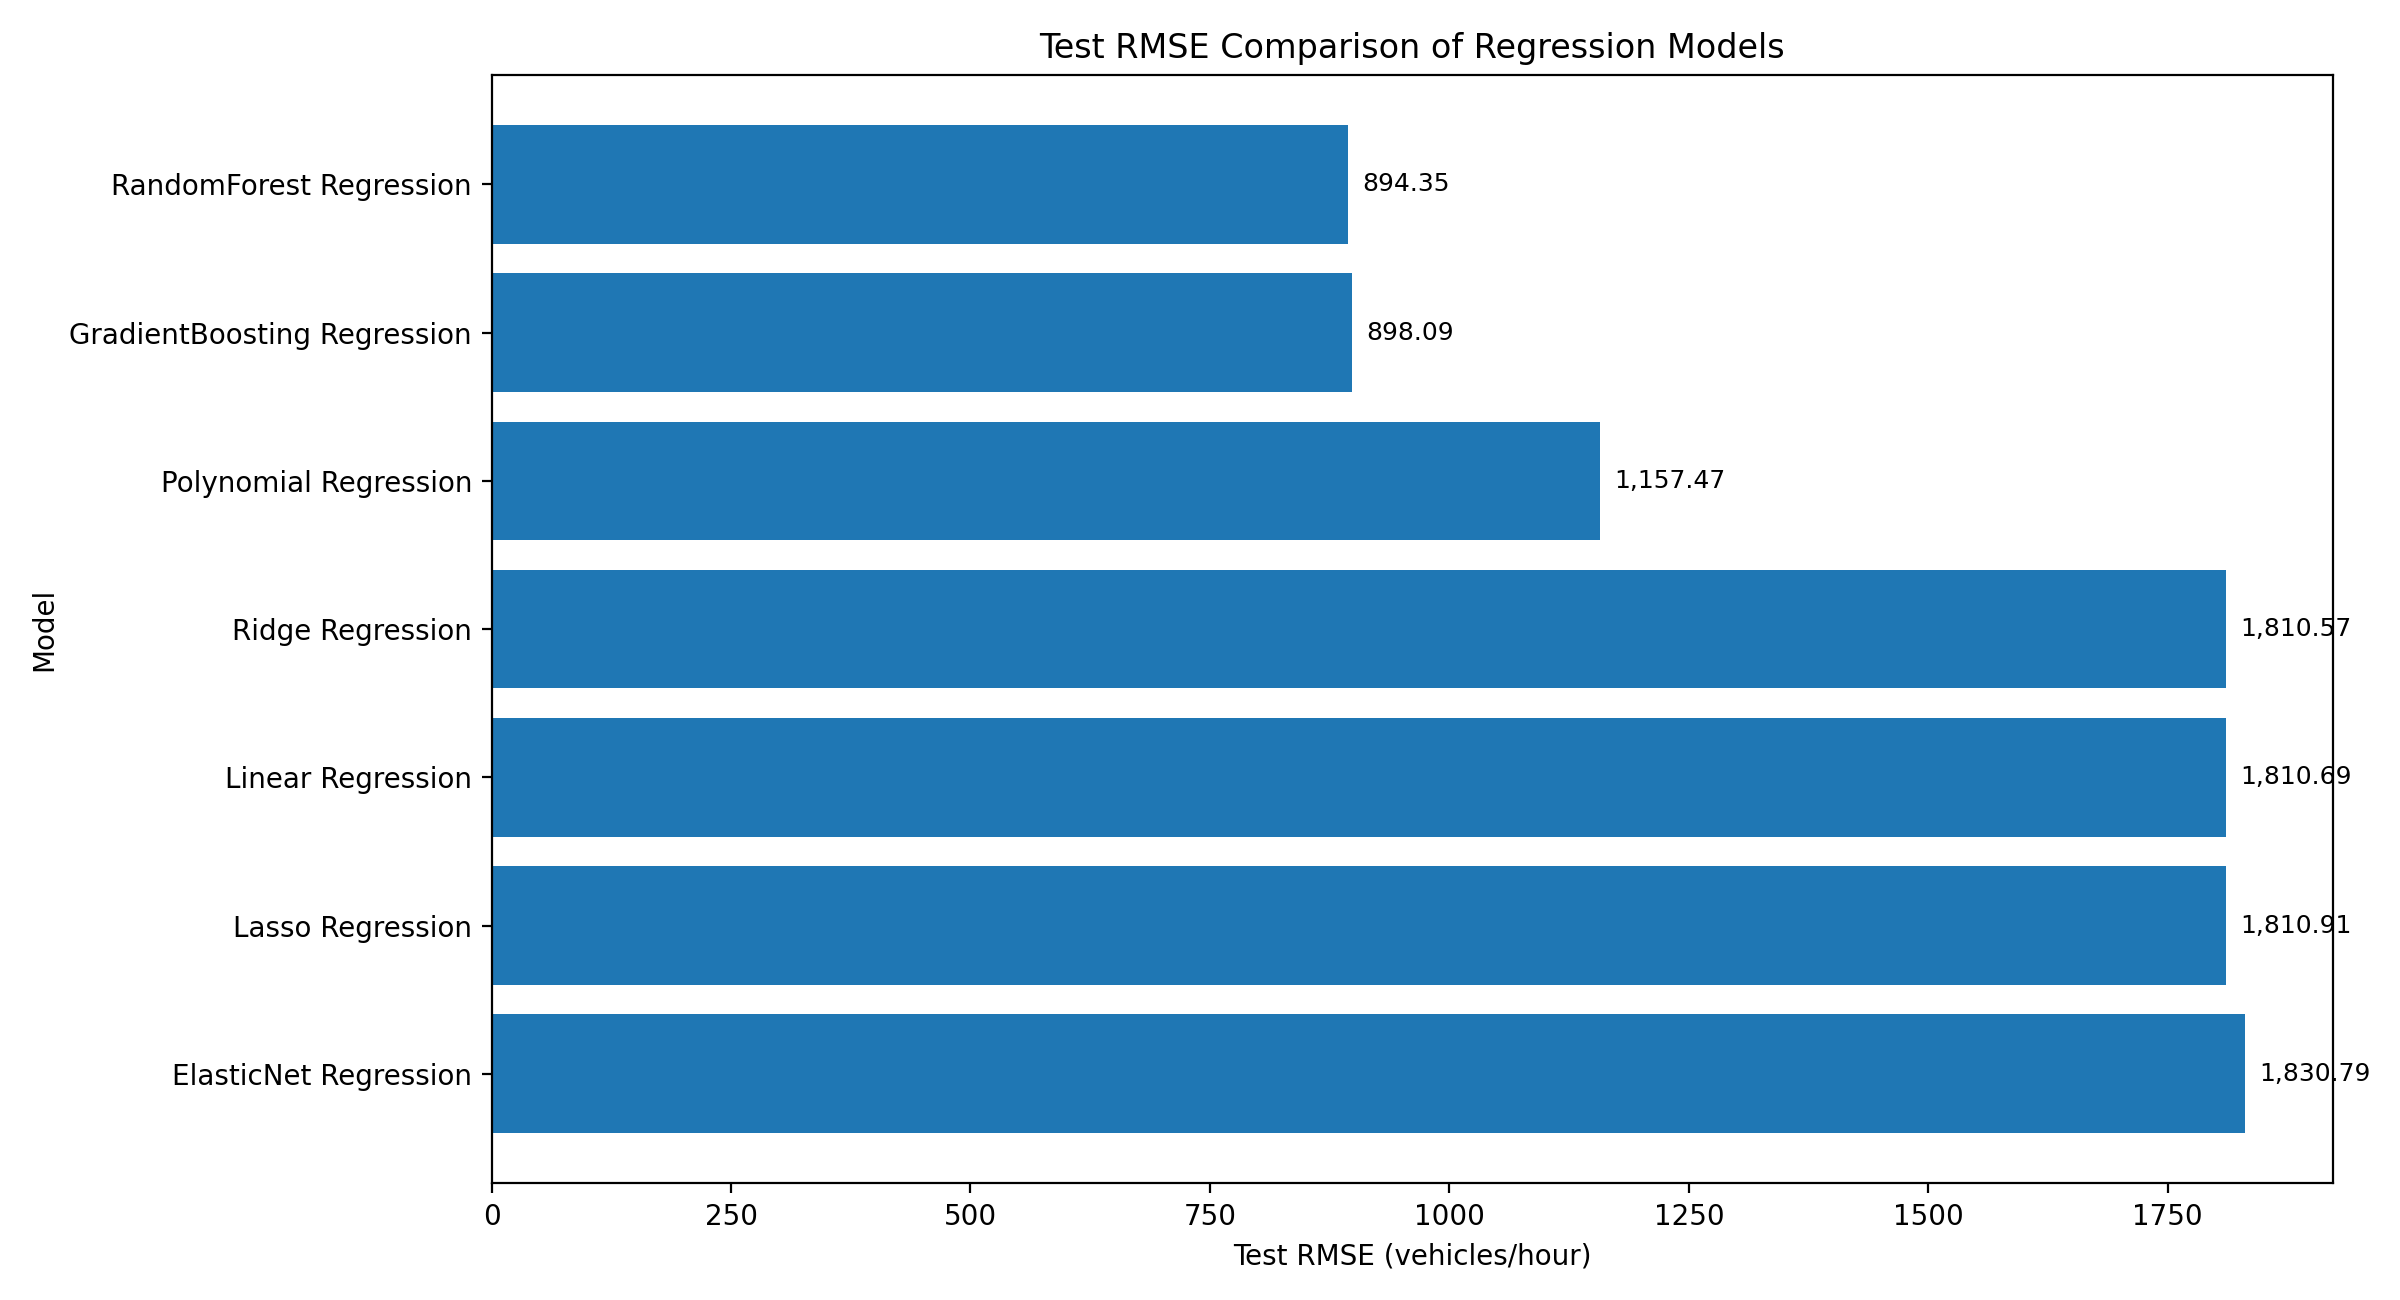 Test RMSE Comparison of Regression Models
RandomForest Regression 894.35
GradientBoosting Regression 898.09
Polynomial Regression 1,157.47
Ridge Regression 1,810.57
Linear Regression 1,810.69
Lasso Regression 1,810.91
ElasticNet Regression 1,830.79
Model
0 250 500 750 1000 1250 1500 1750
Test RMSE (vehicles/hour)